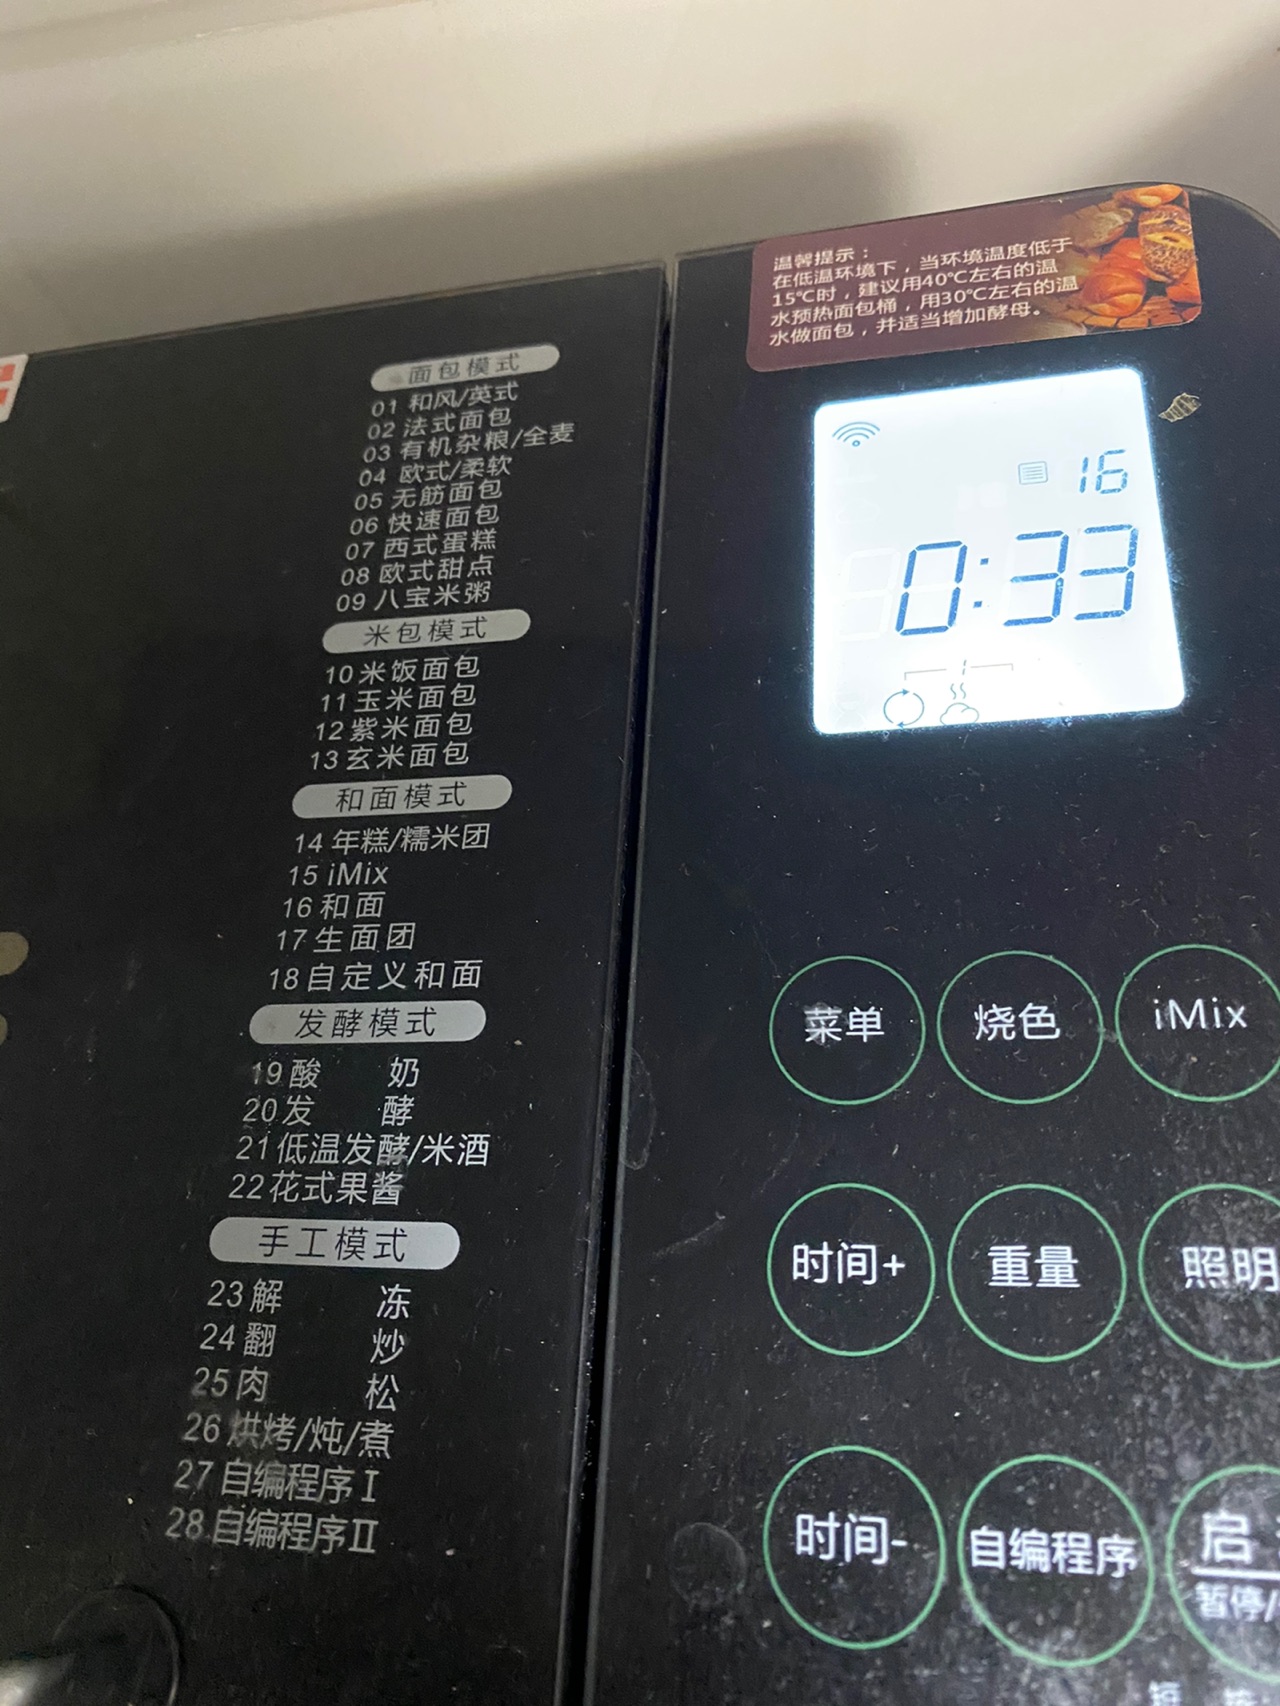 温馨提示：
在低温环境下，当环境温度低于
15℃时，建议用40℃左右的温
水预热面包桶，用30℃左右的温
水做面包，并适当增加酵母。
面包模式
01 和风/英式
02 法式面包
03 有机杂粮/全麦
04 欧式/柔软
05 无筋面包
06 快速面包
07 西式蛋糕
08 欧式甜点
09 八宝米粥
米包模式
10 米饭面包
11 玉米面包
12 紫米面包
13 玄米面包
和面模式
14 年糕/糯米团
15 iMix
16 和面
17 生面团
18 自定义和面
发酵模式
19 酸 奶
20 发 酵
21 低温发酵/米酒
22 花式果酱
手工模式
23 解 冻
24 翻 炒
25 肉 松
26 烘烤/炖/煮
27 自编程序I
28 自编程序II
16
0:33
1
菜单
烧色
iMix
时间+
重量
照明
时间-
自编程序
启
暂停/